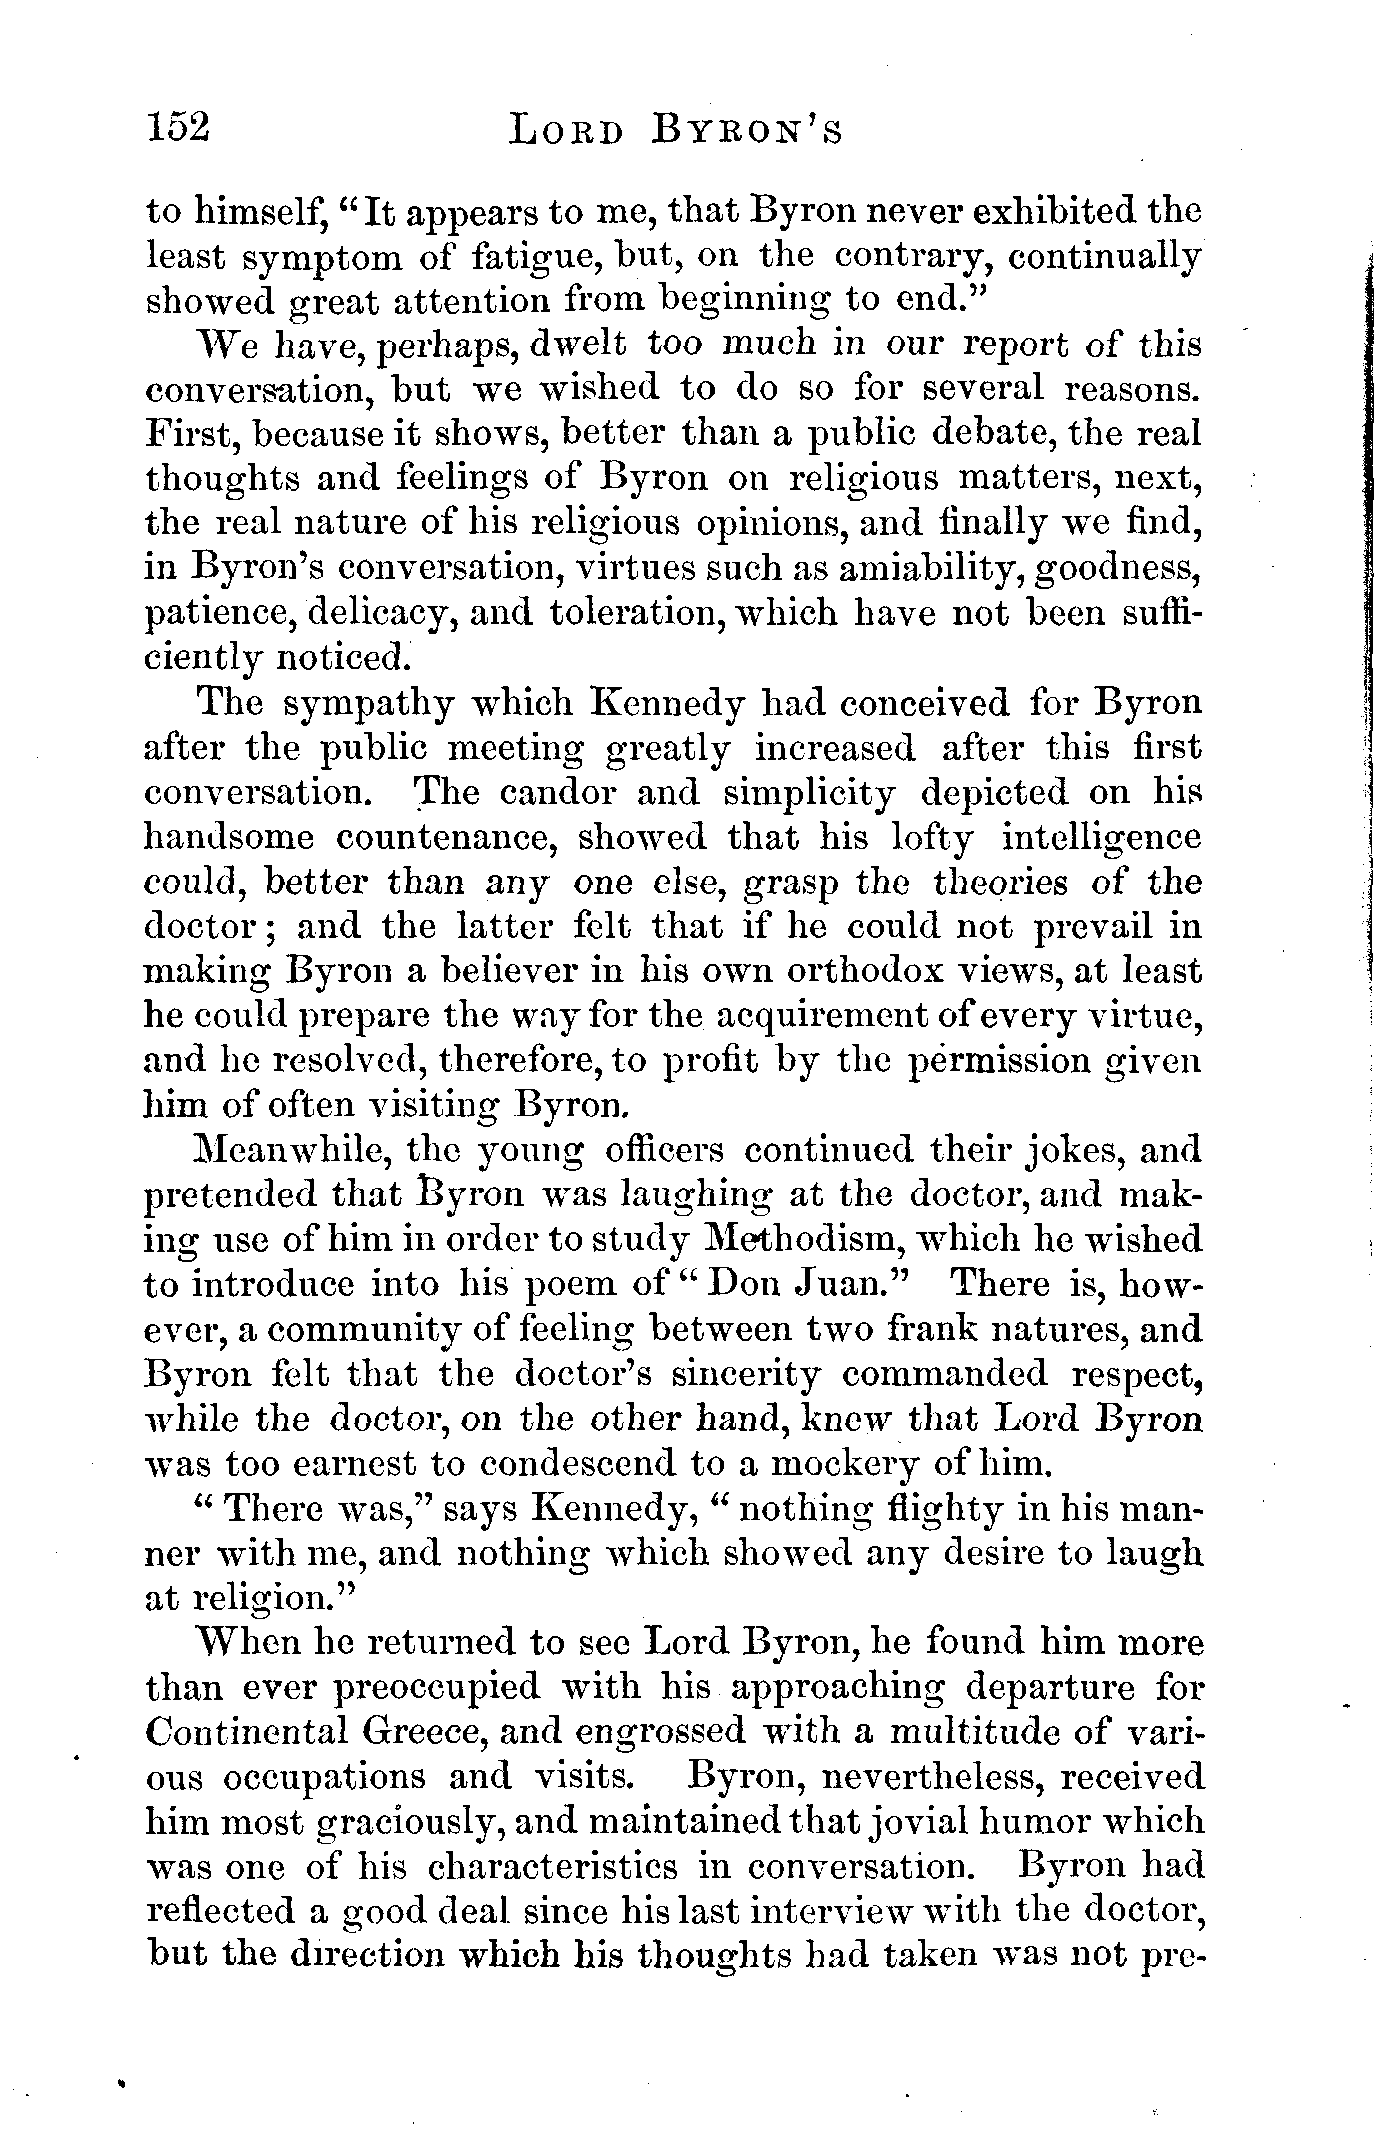 152 LORD BYRON'S
to himself, "It appears to me, that Byron never exhibited the
least symptom of fatigue, but, on the contrary, continually
showed great attention from beginning to end."
We have, perhaps, dwelt too much in our report of this
conversation, but we wished to do so for several reasons.
First, because it shows, better than a public debate, the real
thoughts and feelings of Byron on religious matters, next,
the real nature of his religious opinions, and finally we find,
in Byron's conversation, virtues such as amiability, goodness,
patience, delicacy, and toleration, which have not been suffi-
ciently noticed.
The sympathy which Kennedy had conceived for Byron
after the public meeting greatly increased after this first
conversation. The candor and simplicity depicted on his
handsome countenance, showed that his lofty intelligence
could, better than any one else, grasp the theories of the
doctor; and the latter felt that if he could not prevail in
making Byron a believer in his own orthodox views, at least
he could prepare the way for the acquirement of every virtue,
and he resolved, therefore, to profit by the permission given
him of often visiting Byron.
Meanwhile, the young officers continued their jokes, and
pretended that Byron was laughing at the doctor, and mak-
ing use of him in order to study Methodism, which he wished
to introduce into his poem of "Don Juan." There is, how-
ever, a community of feeling between two frank natures, and
Byron felt that the doctor's sincerity commanded respect,
while the doctor, on the other hand, knew that Lord Byron
was too earnest to condescend to a mockery of him.
"There was," says Kennedy, "nothing flighty in his man-
ner with me, and nothing which showed any desire to laugh
at religion."
When he returned to see Lord Byron, he found him more
than ever preoccupied with his approaching departure for
Continental Greece, and engrossed with a multitude of vari-
ous occupations and visits. Byron, nevertheless, received
him most graciously, and maintained that jovial humor which
was one of his characteristics in conversation. Byron had
reflected a good deal since his last interview with the doctor,
but the direction which his thoughts had taken was not pre-